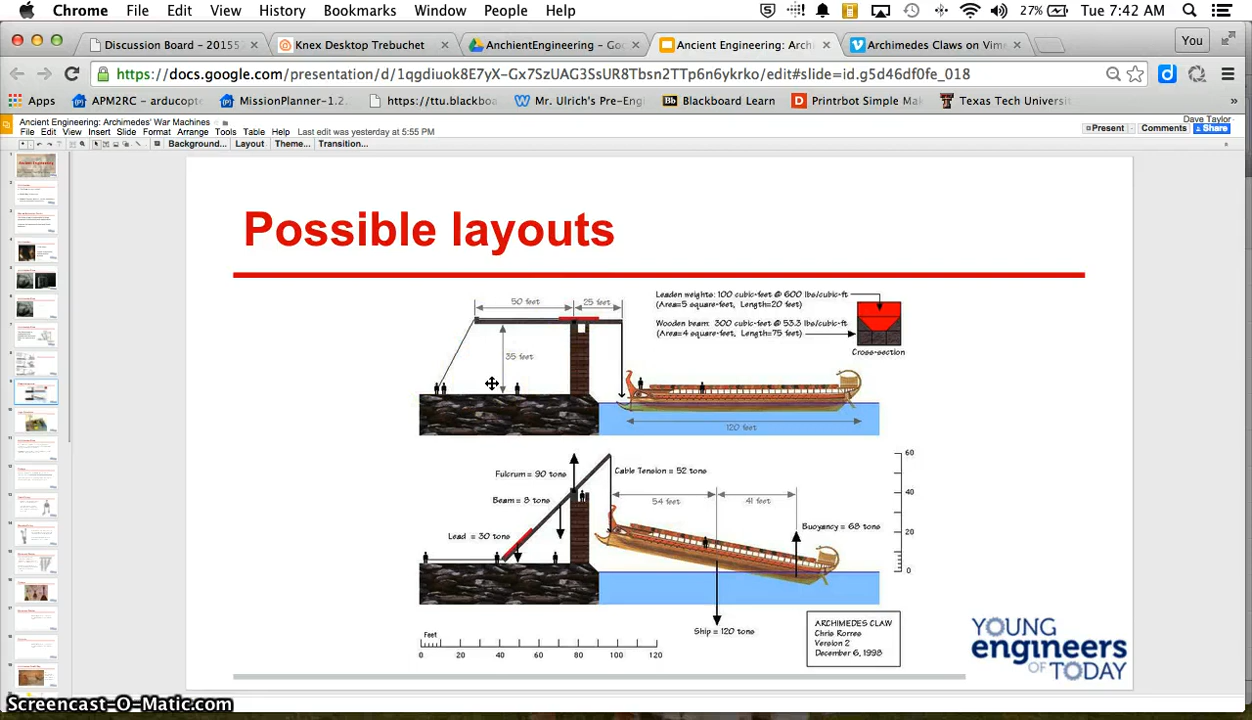 Chrome File Edit View History Bookmarks Window People Help 27% Tue 7:42 AM
Discussion Board - 20155 Knex Desktop Trebuchet AnchientEngineering - Go Ancient Engineering: Arch Archimedes Claws on Vim You
https://docs.google.com/presentation/d/1qgdiuok8E7yX-Gx7SzUAG3SsUR8Tbsn2TTp6n6ykrko/edit#slide=id.g5d46df0fe_018
Apps APM2RC - arducopt MissionPlanner-1.2. https://ttu.blackboa Mr. Ulrich's Pre-Eng Blackboard Learn Printrbot Simple Ma Texas Tech Universi
Ancient Engineering: Archimedes' War Machines
Dave Taylor
File Edit View Insert Slide Format Arrange Tools Table Help Last edit was yesterday at 5:55 PM
Present Comments Share
Background... Layout Theme... Transition...
Possible layouts
50 feet 25 feet
35 feet
Leaden weights: 100 cubic-feet @ 600 lbs/cubic-ft
(Area=5 square-feet, Length=20 feet)
Wooden beam: 300 cubic-feet @ 53.3 lbs/cubic-ft
(Area=4 square-feet, Length=75 feet)
Cross-section
120 feet
Fulcrum = 90 tons
Cable Tension = 52 tons
Beam = 8 tons
54 feet 41 feet
Lead = 30 tons
Buoyancy = 68 tons
60
40
20
0
Ship = 120 tons
Feet
0 20 40 60 80 100 120
ARCHIMEDES CLAW
Chris Rorres
Version 2
December 6, 1998
YOUNG
engineers
OF TODAY
Screencast-O-Matic.com